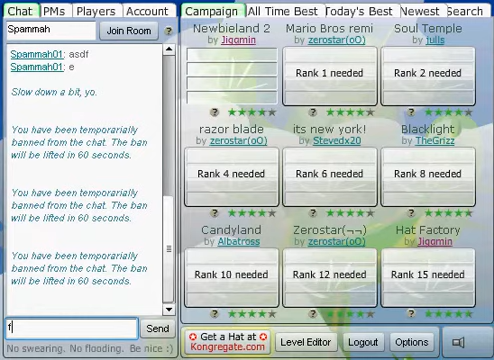 Chat PMs Players Account
Campaign All Time Best Today's Best Newest Search
Spammah Join Room ?
Spammah01: asdf
Spammah01: e
Slow down a bit, yo.
You have been temporarially
banned from the chat. The ban
will be lifted in 60 seconds.
You have been temporarially
banned from the chat. The ban
will be lifted in 60 seconds.
You have been temporarially
banned from the chat. The ban
will be lifted in 60 seconds.
f Send
No swearing. No flooding. Be nice :)
Newbieland 2
by Jiggmin
?
Mario Bros remi
by zerostar(oO)
Rank 1 needed
?
Soul Temple
by julls
Rank 2 needed
?
razor blade
by zerostar(oO)
Rank 4 needed
?
its new york!
by Stevedx20
Rank 6 needed
?
Blacklight
by TheGrizz
Rank 8 needed
?
Candyland
by Albatross
Rank 10 needed
?
Zerostar(¬¬)
by zerostar(oO)
Rank 12 needed
?
Hat Factory
by Jiggmin
Rank 15 needed
?
Get a Hat at
Kongregate.com
Level Editor Logout Options